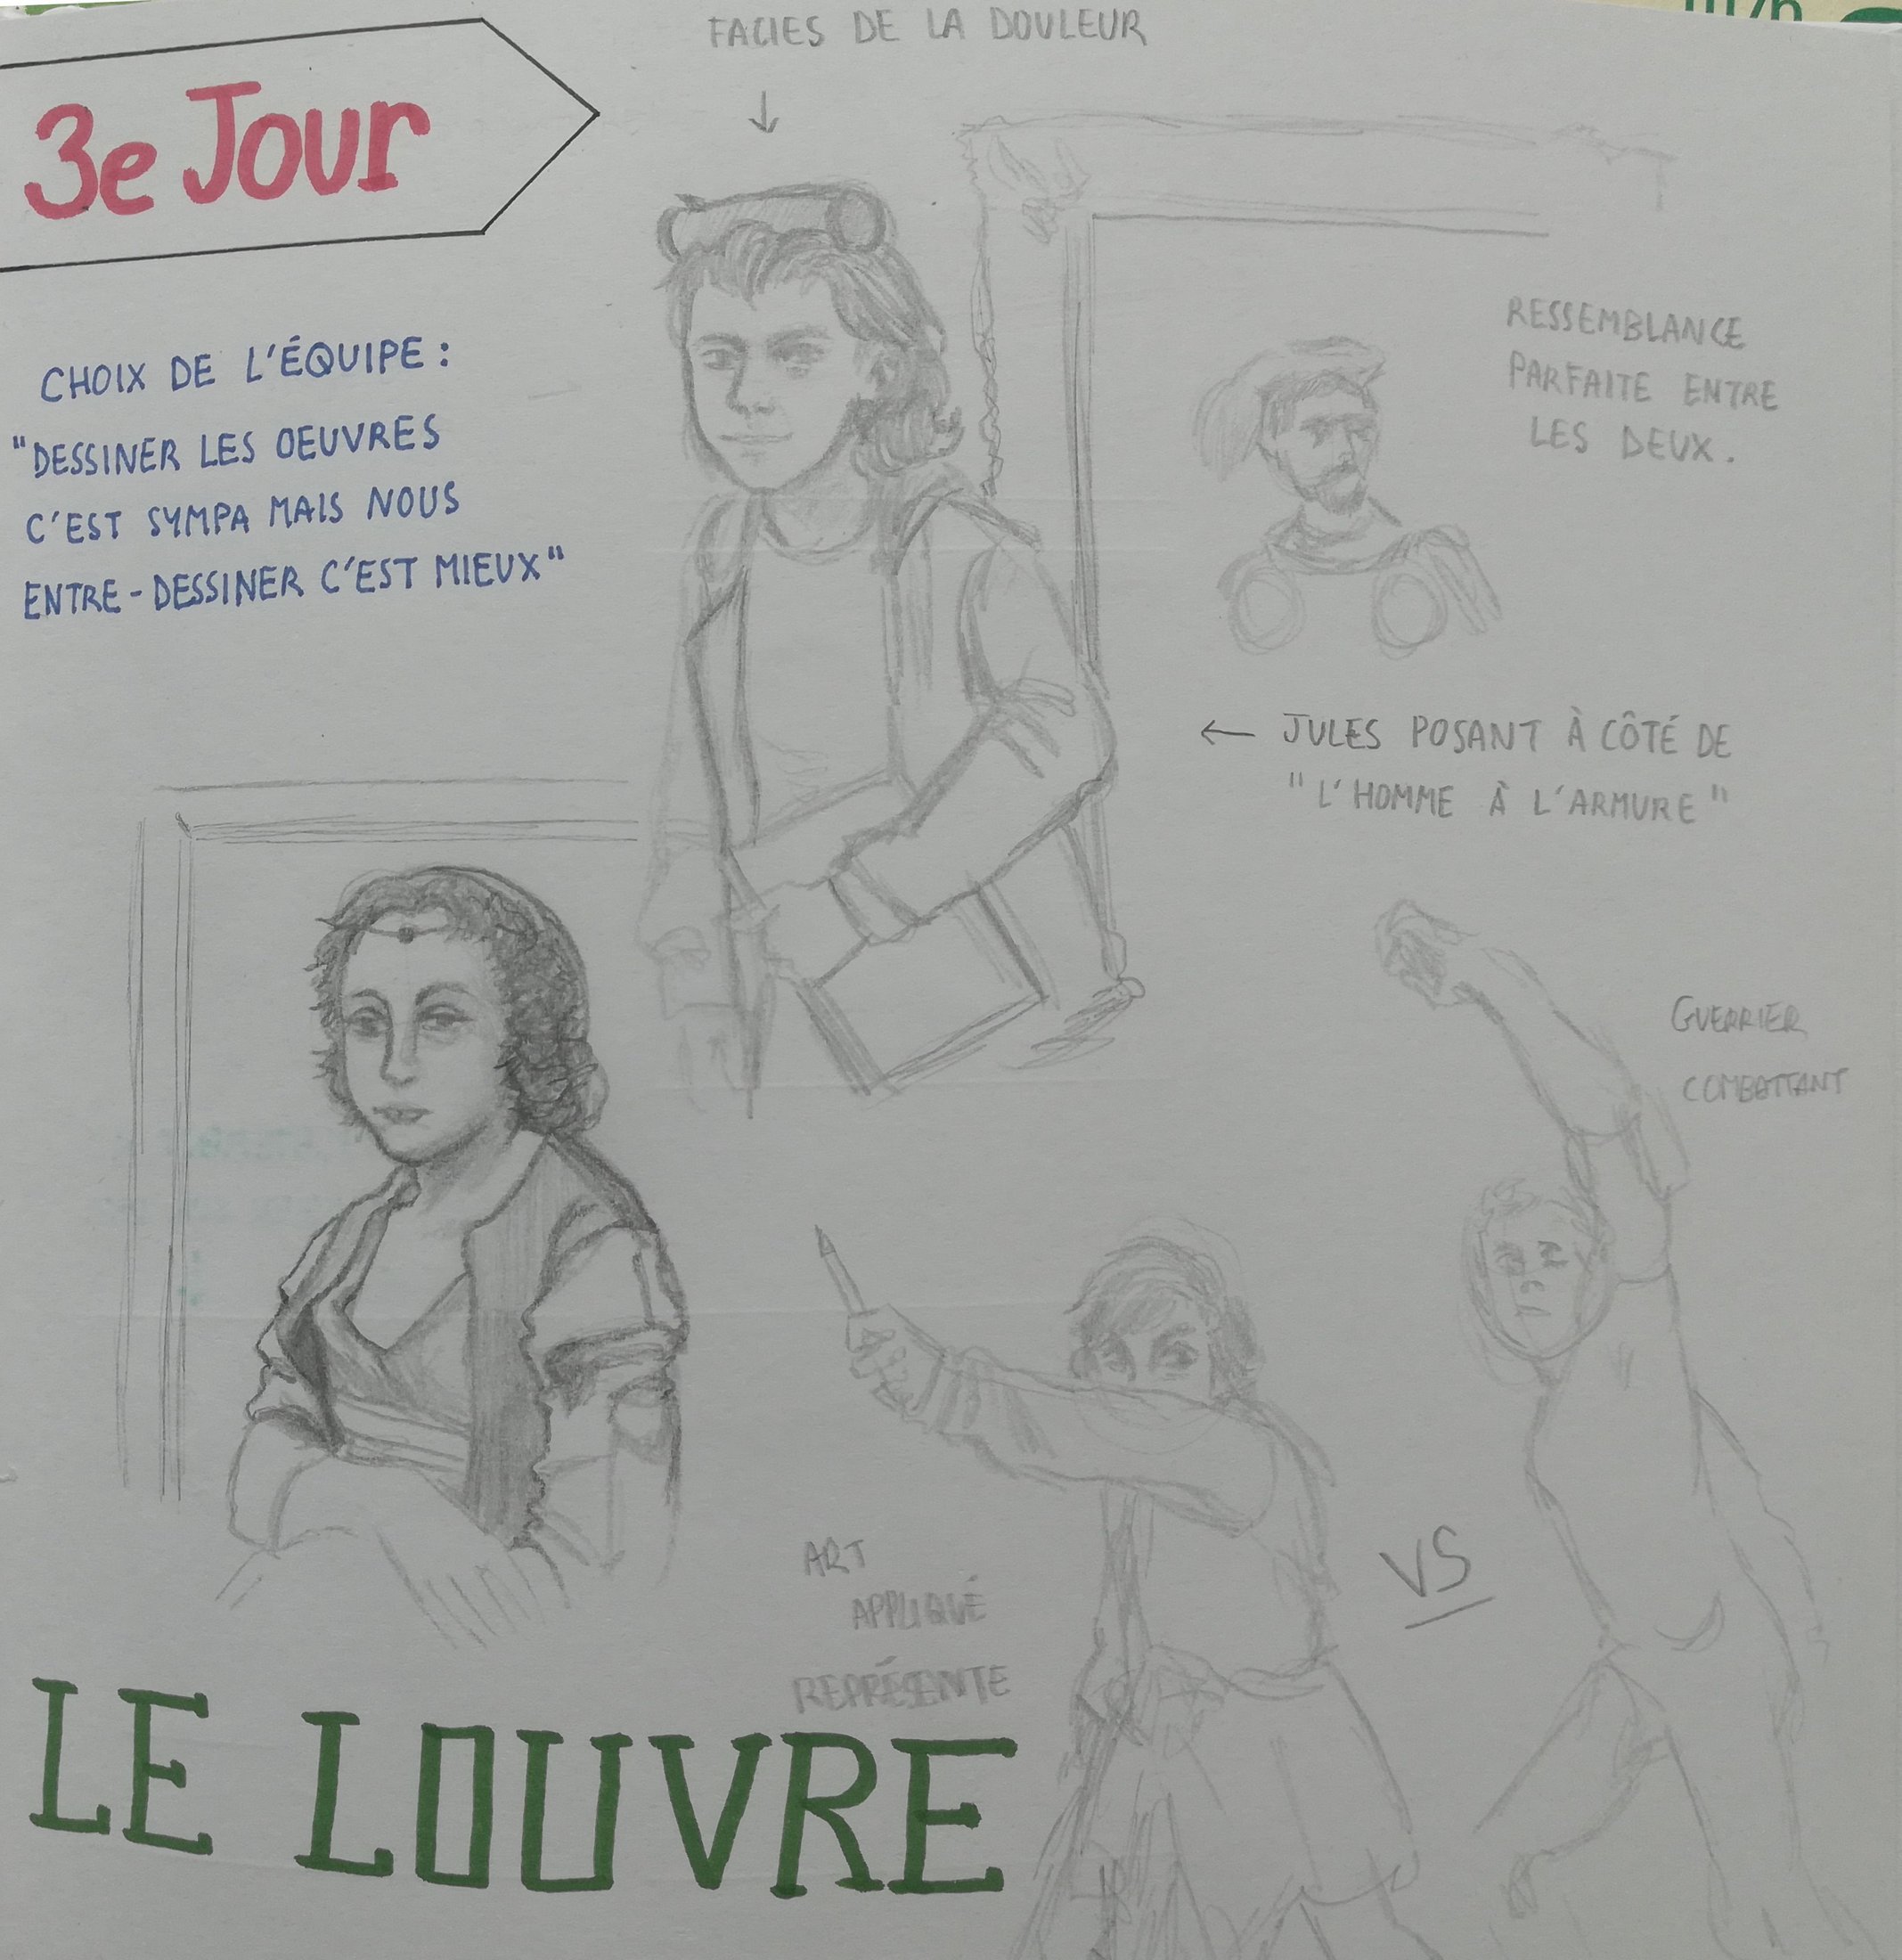 3e Jour
FACIES DE LA DOULEUR
↓
CHOIX DE L'ÉQUIPE :
"DESSINER LES OEUVRES
C'EST SYMPA MAIS NOUS
ENTRE-DESSINER C'EST MIEUX"
RESSEMBLANCE
PARFAITE ENTRE
LES DEUX.
← JULES POSANT À CÔTÉ DE
"L'HOMME À L'ARMURE"
GUERRIER
COMBATTANT
VS
ART
APPLIQUÉ
REPRÉSENTE
LE LOUVRE